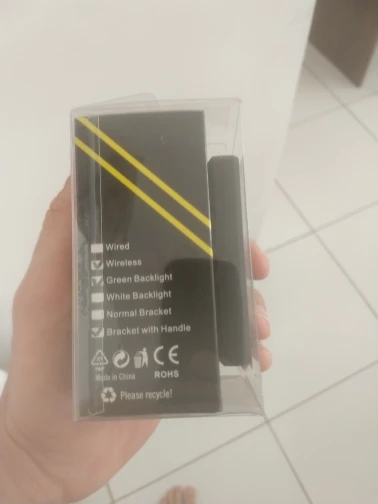 Wired
Wireless
Green Backlight
White Backlight
Normal Bracket
Bracket with Handle
CE
Made in China
ROHS
Please recycle!